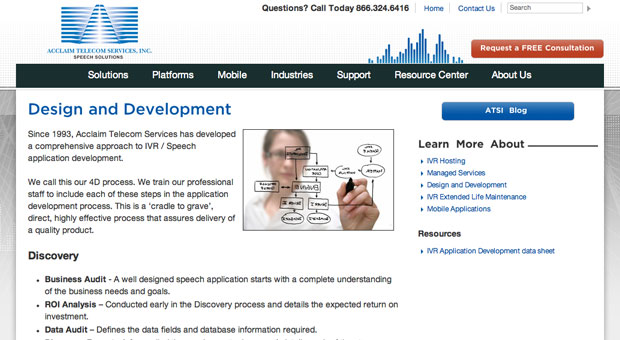 Questions? Call Today 866.324.6416
Home
Contact Us
Search
ACCLAIM TELECOM SERVICES, INC.
SPEECH SOLUTIONS
Request a FREE Consultation
Solutions Platforms Mobile Industries Support Resource Center About Us
Design and Development
Since 1993, Acclaim Telecom Services has developed
a comprehensive approach to IVR / Speech
application development.
We call this our 4D process. We train our professional
staff to include each of these steps in the application
development process. This is a ‘cradle to grave’,
direct, highly effective process that assures delivery of
a quality product.
Discovery
• Business Audit - A well designed speech application starts with a complete understanding
of the business needs and goals.
• ROI Analysis – Conducted early in the Discovery process and details the expected return on
investment.
• Data Audit – Defines the data fields and database information required.
ATSI Blog
Learn More About
IVR Hosting
Managed Services
Design and Development
IVR Extended Life Maintenance
Mobile Applications
Resources
IVR Application Development data sheet